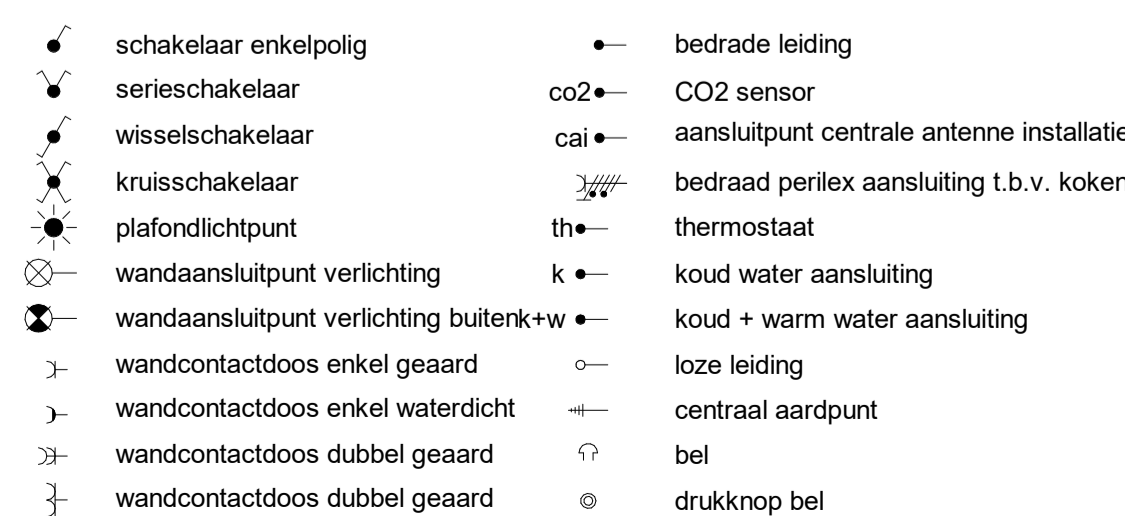 schakelaar enkelpolig
serieschakelaar
wisselschakelaar
kruisschakelaar
plafondlichtpunt
wandaansluitpunt verlichting
wandaansluitpunt verlichting buiten
wandcontactdoos enkel geaard
wandcontactdoos enkel waterdicht
wandcontactdoos dubbel geaard
wandcontactdoos dubbel geaard
bedrade leiding
co2 CO2 sensor
cai aansluitpunt centrale antenne installatie
bedraad perilex aansluiting t.b.v. koken
th thermostaat
k koud water aansluiting
k+w koud + warm water aansluiting
loze leiding
centraal aardpunt
bel
drukknop bel